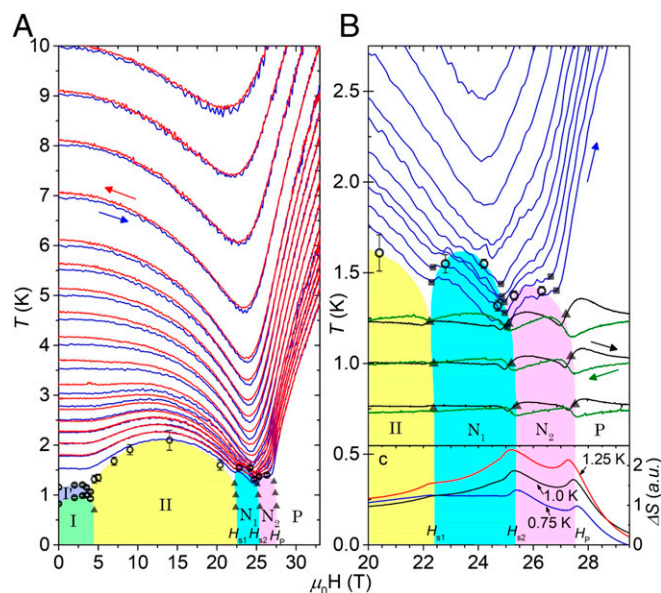 A
B
10
9
8
7
6
5
4
3
2
1
0
T (K)
I'
I
II
N₁
N₂
P
Hs1
Hs2
Hp
0 5 10 15 20 25 30
μ₀H (T)
2.5
2.0
1.5
1.0
0.5
0.0
T (K)
II
N₁
N₂
P
C
1.25 K
1.0 K
0.75 K
Hs1
Hs2
Hp
2
1
0
ΔS (a.u.)
20 22 24 26 28